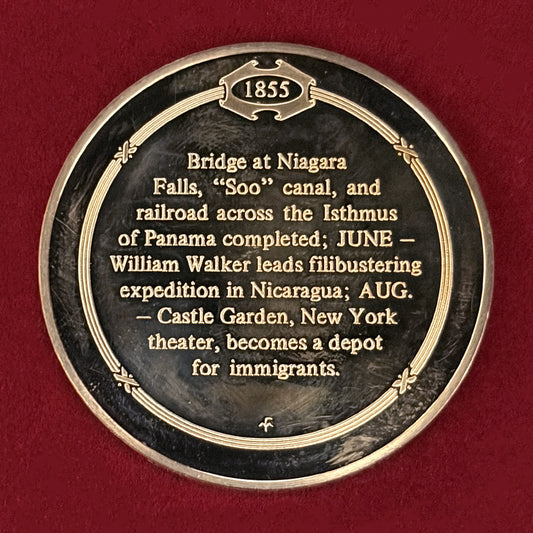 1855
Bridge at Niagara
Falls, “Soo” canal, and
railroad across the Isthmus
of Panama completed; JUNE –
William Walker leads filibustering
expedition in Nicaragua; AUG.
– Castle Garden, New York
theater, becomes a depot
for immigrants.